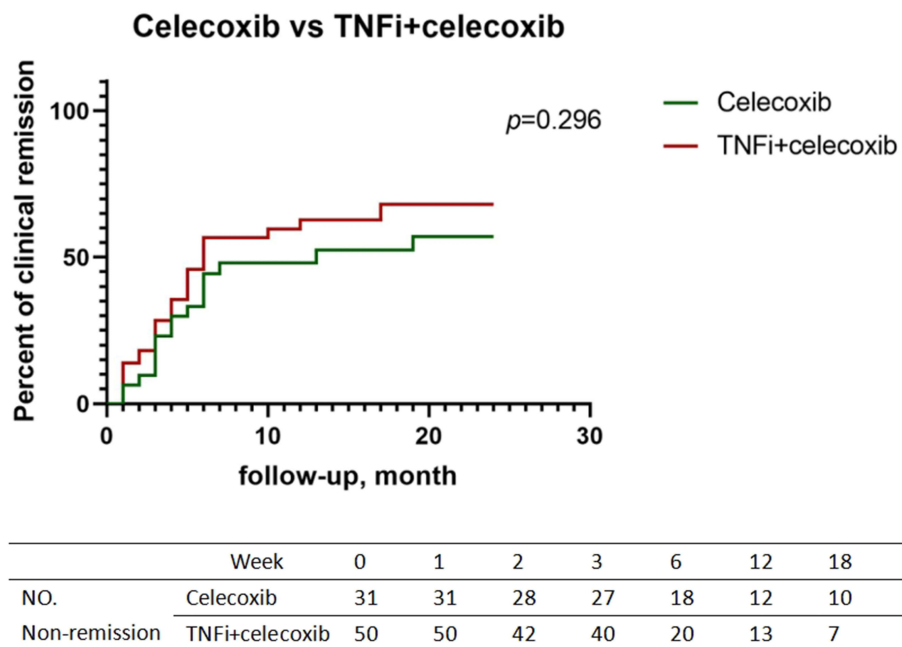 Celecoxib vs TNFi+celecoxib
Percent of clinical remission
100
50
0
p=0.296
Celecoxib
TNFi+celecoxib
0 10 20 30
follow-up, month
Week 0 1 2 3 6 12 18
NO. Celecoxib 31 31 28 27 18 12 10
Non-remission TNFi+celecoxib 50 50 42 40 20 13 7